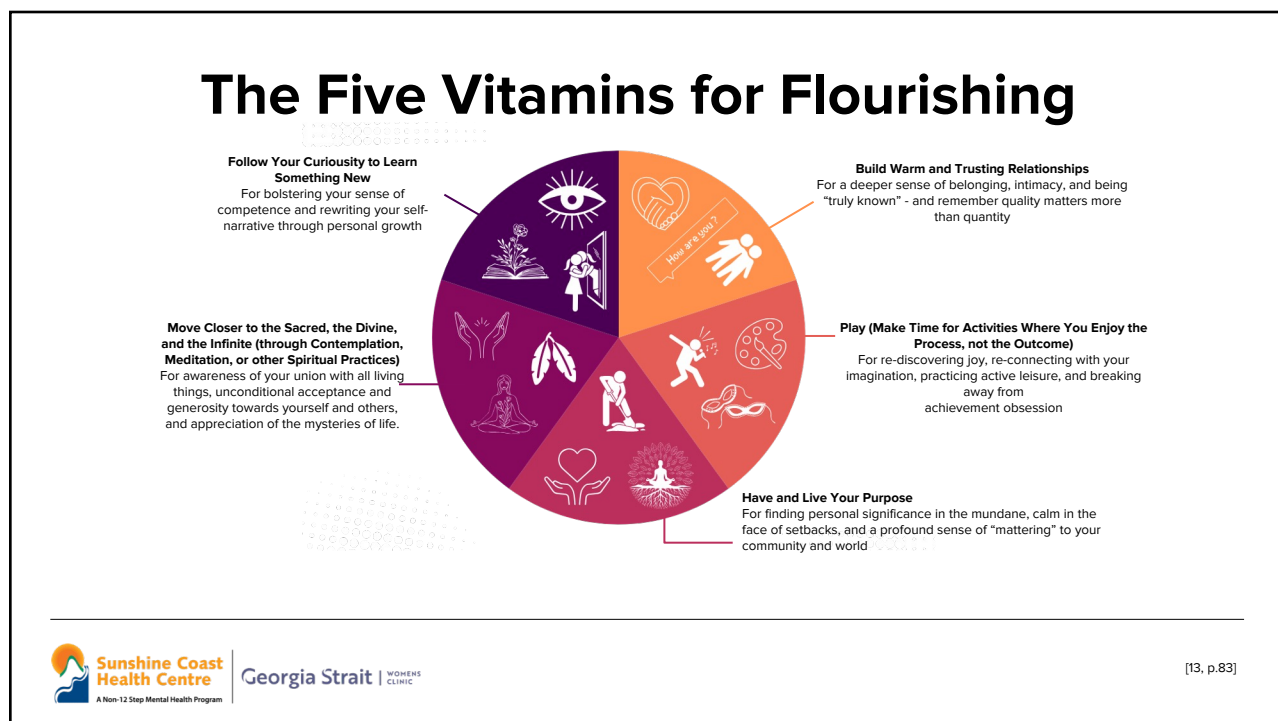 The Five Vitamins for Flourishing
Follow Your Curiousity to Learn
Something New
For bolstering your sense of
competence and rewriting your self-
narrative through personal growth
Build Warm and Trusting Relationships
For a deeper sense of belonging, intimacy, and being
“truly known” - and remember quality matters more
than quantity
How are you ?
Move Closer to the Sacred, the Divine,
and the Infinite (through Contemplation,
Meditation, or other Spiritual Practices)
For awareness of your union with all living
things, unconditional acceptance and
generosity towards yourself and others,
and appreciation of the mysteries of life.
Play (Make Time for Activities Where You Enjoy the
Process, not the Outcome)
For re-discovering joy, re-connecting with your
imagination, practicing active leisure, and breaking
away from
achievement obsession
Have and Live Your Purpose
For finding personal significance in the mundane, calm in the
face of setbacks, and a profound sense of “mattering” to your
community and world
Sunshine Coast
Health Centre
A Non-12 Step Mental Health Program
Georgia Strait | WOMENS
CLINIC
[13, p.83]